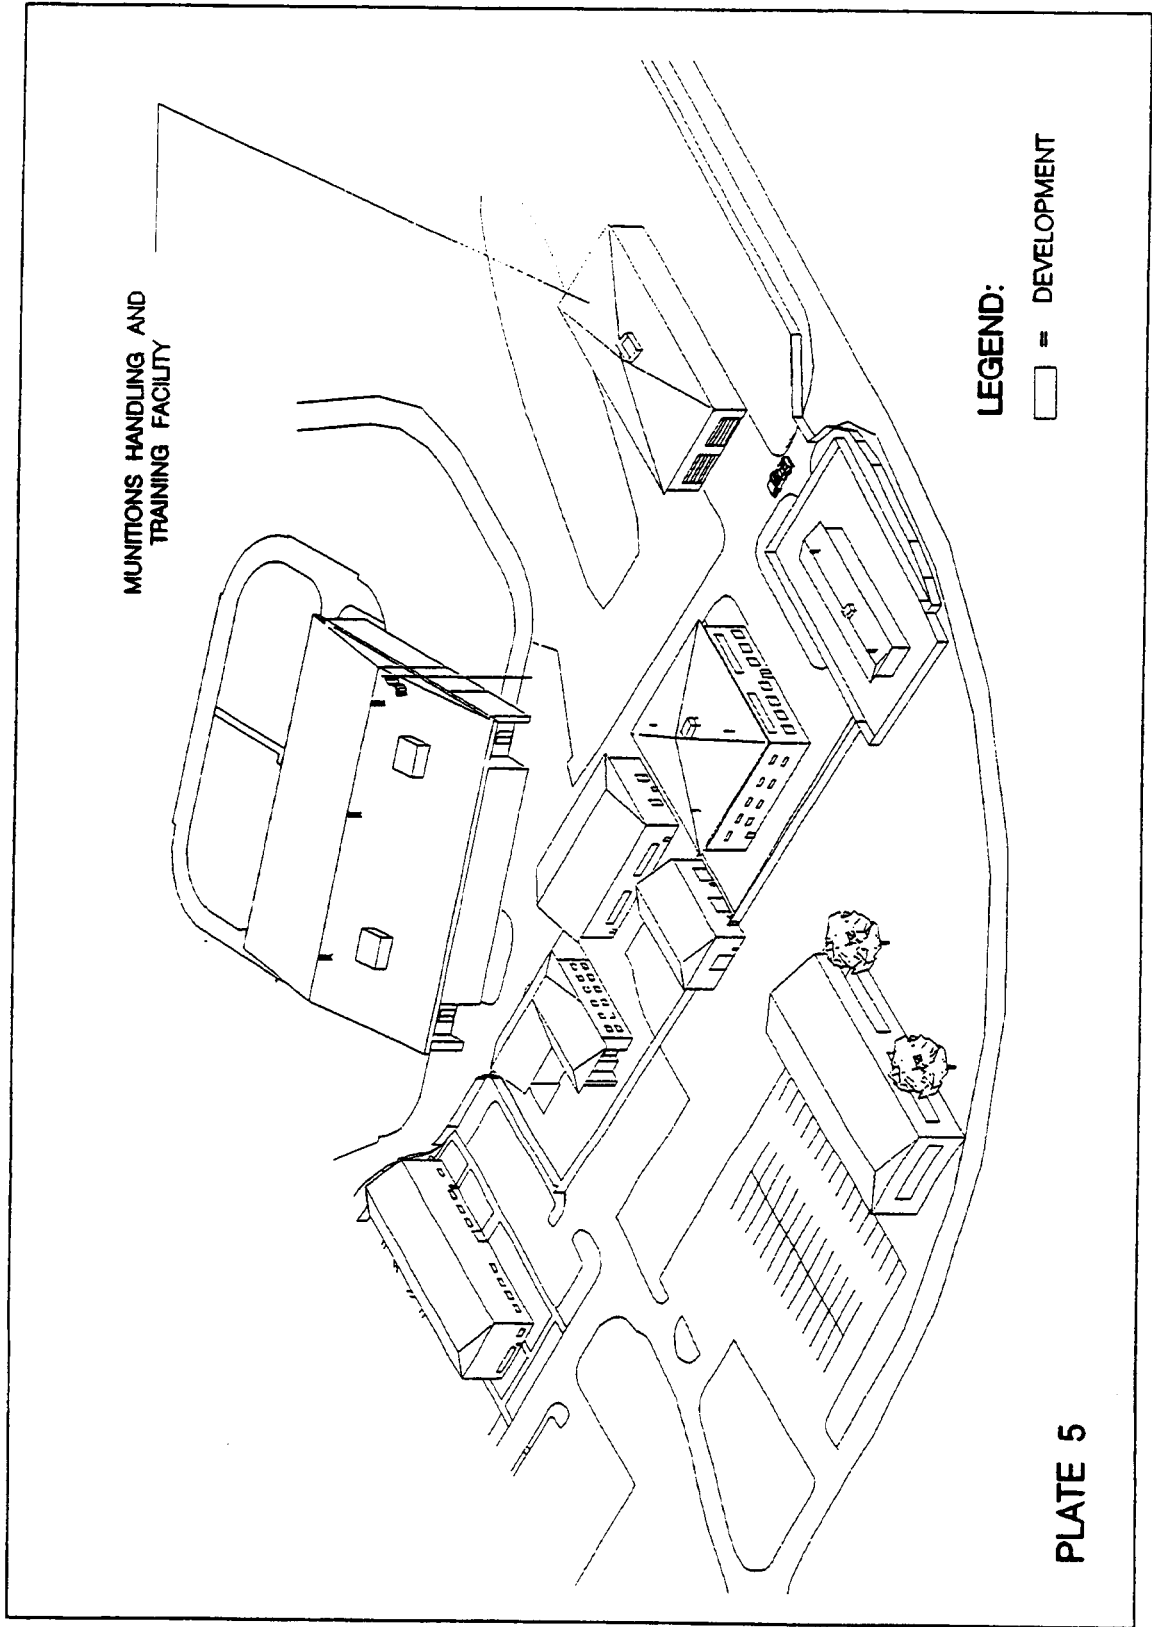 MUNITIONS HANDLING AND
TRAINING FACILITY
LEGEND:
= DEVELOPMENT
PLATE 5